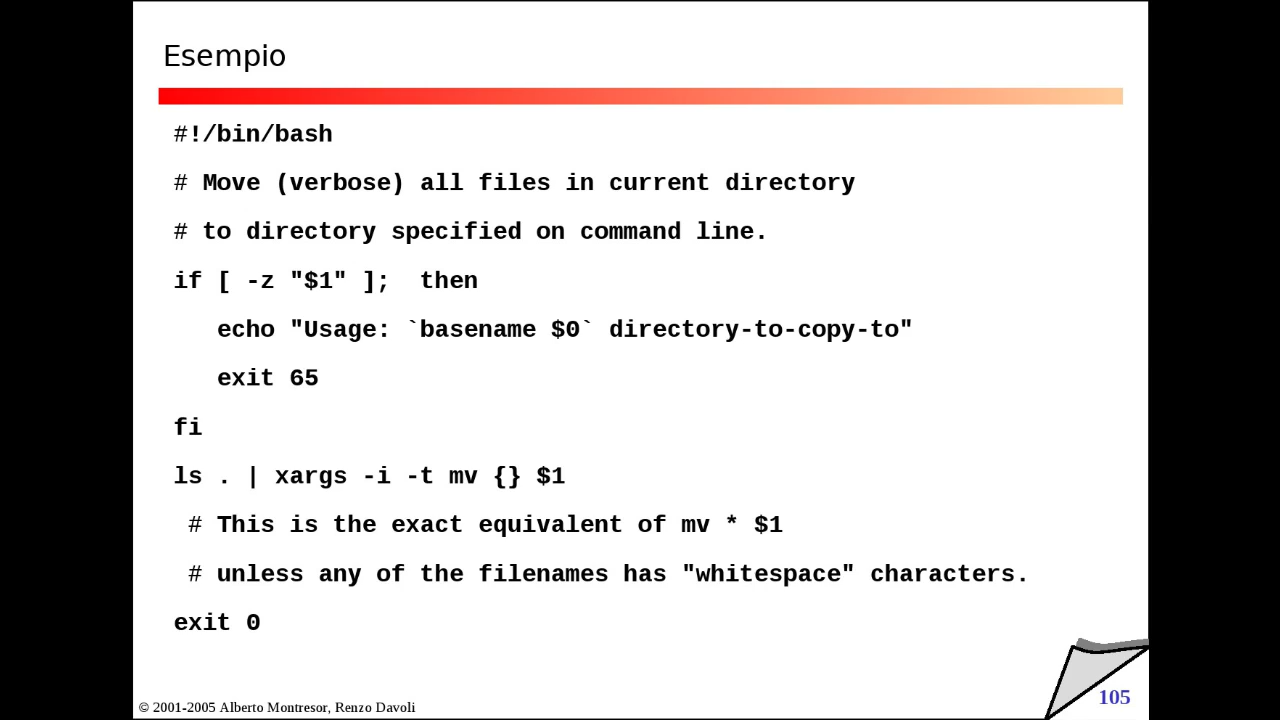 Esempio
#!/bin/bash
# Move (verbose) all files in current directory
# to directory specified on command line.
if [ -z "$1" ];  then
   echo "Usage: `basename $0` directory-to-copy-to"
   exit 65
fi
ls . | xargs -i -t mv {} $1
 # This is the exact equivalent of mv * $1
 # unless any of the filenames has "whitespace" characters.
exit 0
© 2001-2005 Alberto Montresor, Renzo Davoli
105